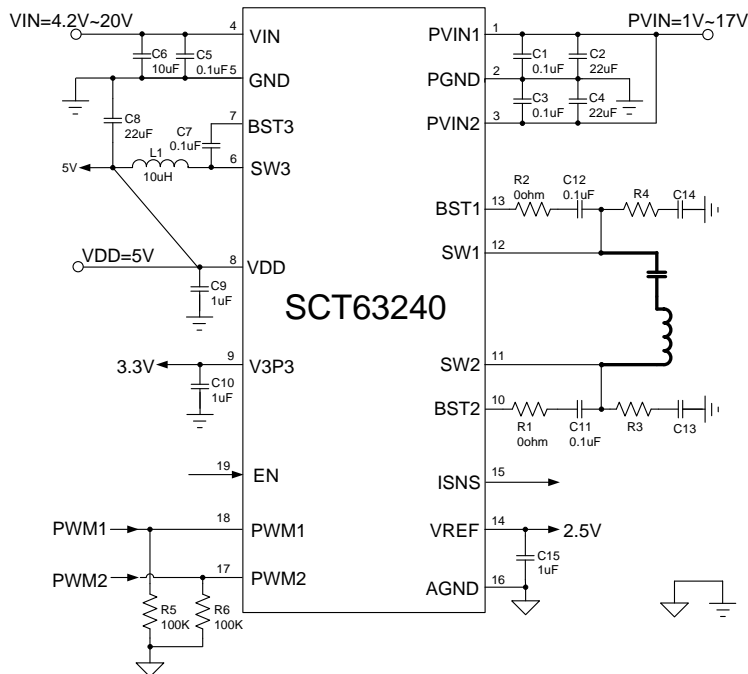 VIN=4.2V~20V
PVIN=1V~17V
4
VIN
C6
10uF
C5
0.1uF
5
GND
C8
22uF
7
BST3
C7
0.1uF
5V
L1
10uH
6
SW3
VDD=5V
8
VDD
C9
1uF
SCT63240
3.3V
9
V3P3
C10
1uF
19
EN
PWM1
18
PWM1
PWM2
17
PWM2
R5
100K
R6
100K
PVIN1
1
C1
0.1uF
C2
22uF
PGND
2
C3
0.1uF
C4
22uF
PVIN2
3
R2
0ohm
C12
0.1uF
R4
C14
BST1
13
SW1
12
SW2
11
BST2
10
R1
0ohm
C11
0.1uF
R3
C13
ISNS
15
VREF
14
2.5V
C15
1uF
AGND
16